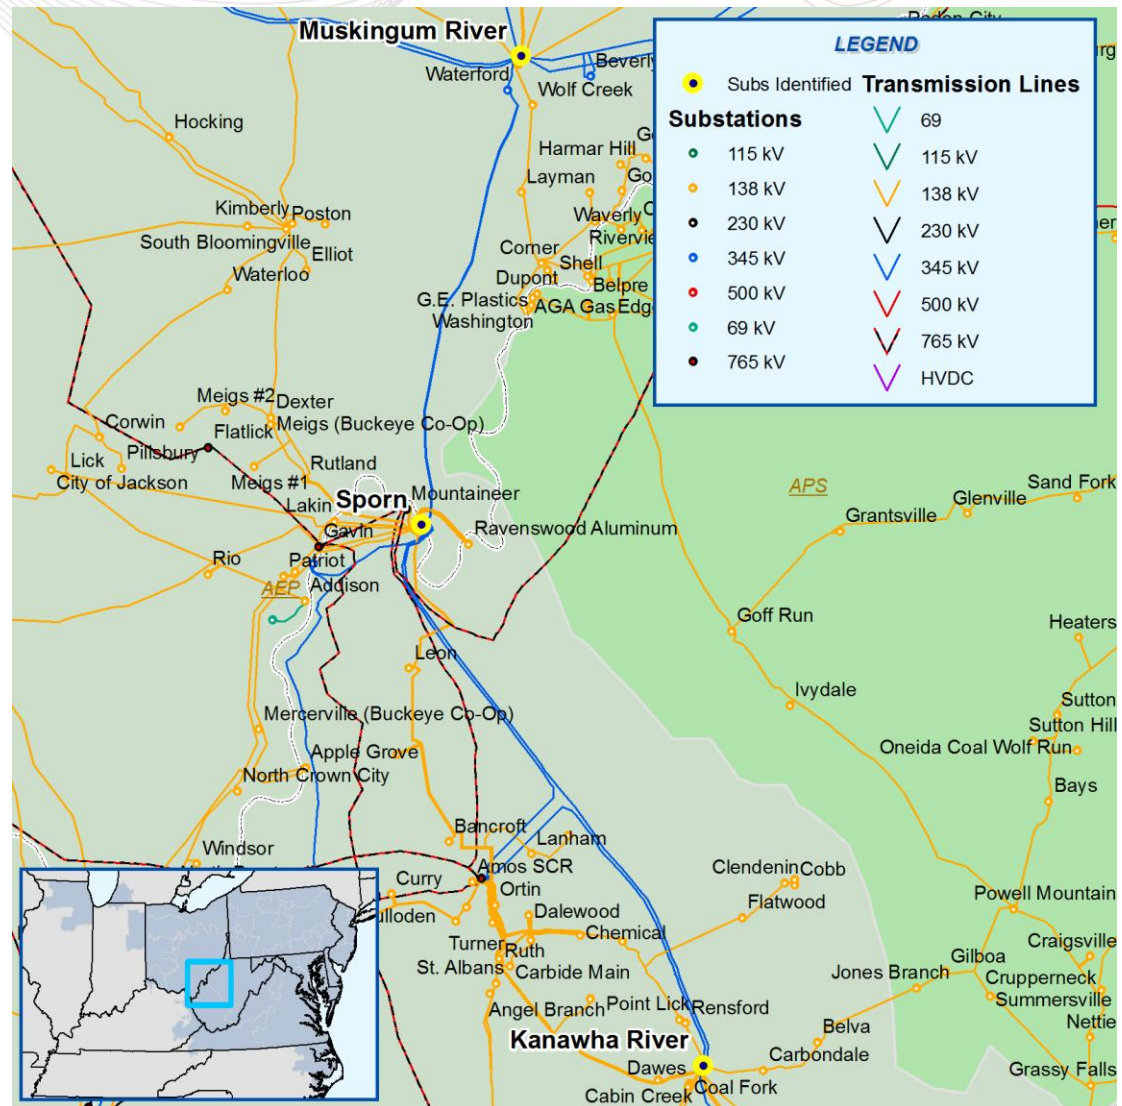 Muskingum River
Waterford
Beverly
Wolf Creek
Hocking
Harmar Hill
Layman
Kimberly
Poston
South Bloomingville
Waverly
Elliot
Corner
Waterloo
Shell
Dupont
Belpre
G.E. Plastics
AGA Gas
Washington
LEGEND
Subs Identified
Transmission Lines
Substations
69
115 kV
115 kV
138 kV
138 kV
230 kV
230 kV
345 kV
345 kV
500 kV
500 kV
69 kV
765 kV
765 kV
HVDC
Meigs #2
Dexter
Corwin
Flatlick
Meigs (Buckeye Co-Op)
Pillsbury
Lick
Rutland
City of Jackson
Meigs #1
APS
Sand Fork
Sporn
Mountaineer
Glenville
Lakin
Grantsville
Gavin
Ravenswood Aluminum
Rio
Patriot
AEP
Addison
Goff Run
Heaters
Leon
Ivydale
Sutton
Mercerville (Buckeye Co-Op)
Sutton Hill
Apple Grove
Oneida Coal Wolf Run
North Crown City
Bays
Bancroft
Windsor
Lanham
Amos SCR
Clendenin
Cobb
Curry
Ortin
Flatwood
Powell Mountain
Dalewood
Chemical
Turner
Ruth
Craigsville
Gilboa
St. Albans
Carbide Main
Jones Branch
Crupperneck
Angel Branch
Point Lick
Rensford
Summersville
Nettie
Kanawha River
Belva
Carbondale
Dawes
Grassy Falls
Cabin Creek
Coal Fork